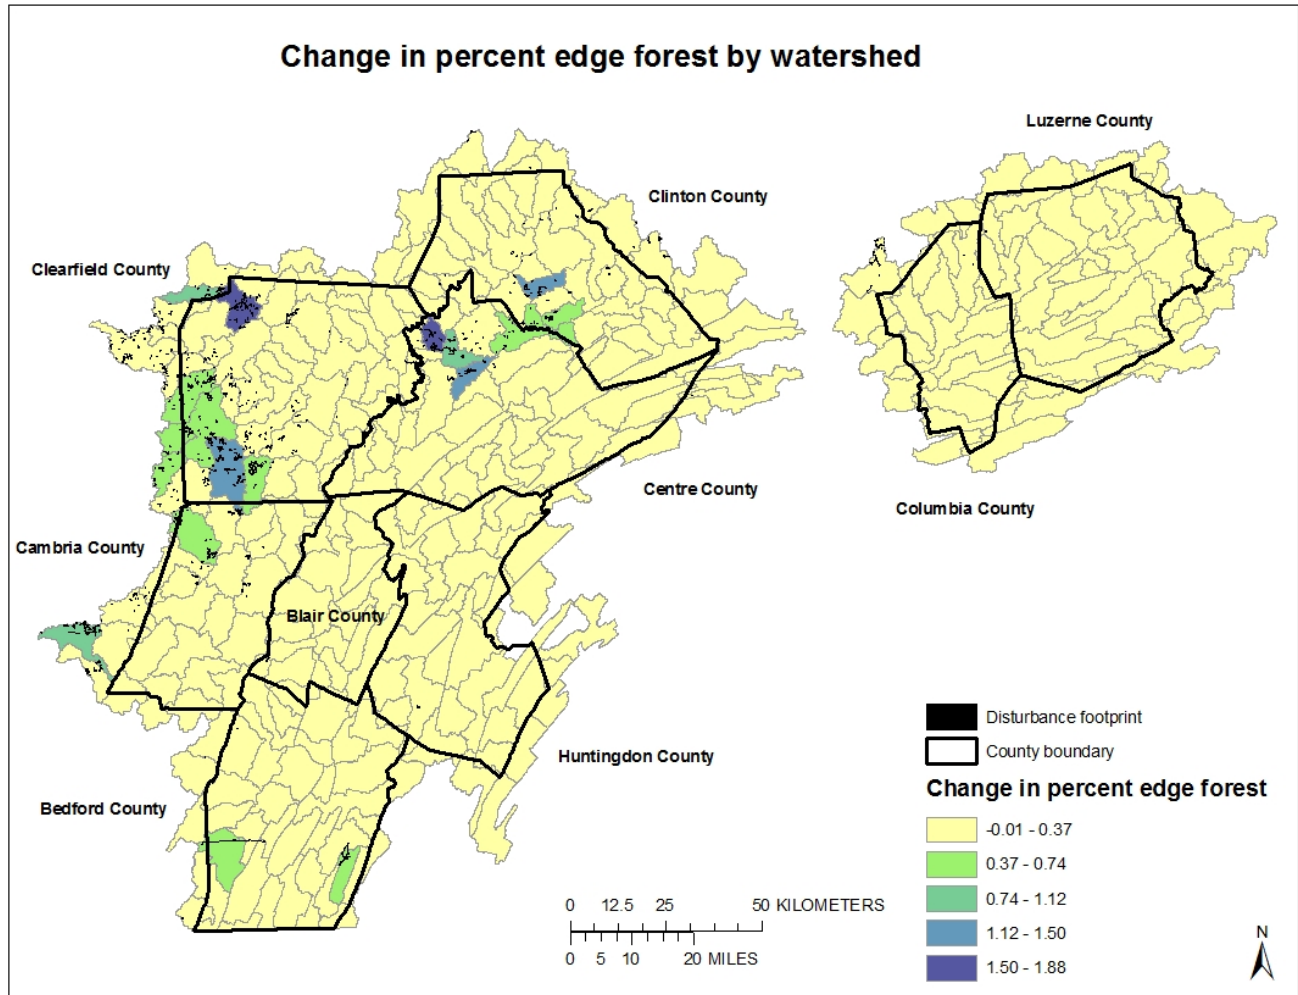 Change in percent edge forest by watershed
Luzerne County
Clinton County
Clearfield County
Centre County
Columbia County
Cambria County
Blair County
Huntingdon County
Bedford County
Disturbance footprint
County boundary
Change in percent edge forest
-0.01 - 0.37
0.37 - 0.74
0.74 - 1.12
1.12 - 1.50
1.50 - 1.88
0 12.5 25 50 KILOMETERS
0 5 10 20 MILES
N